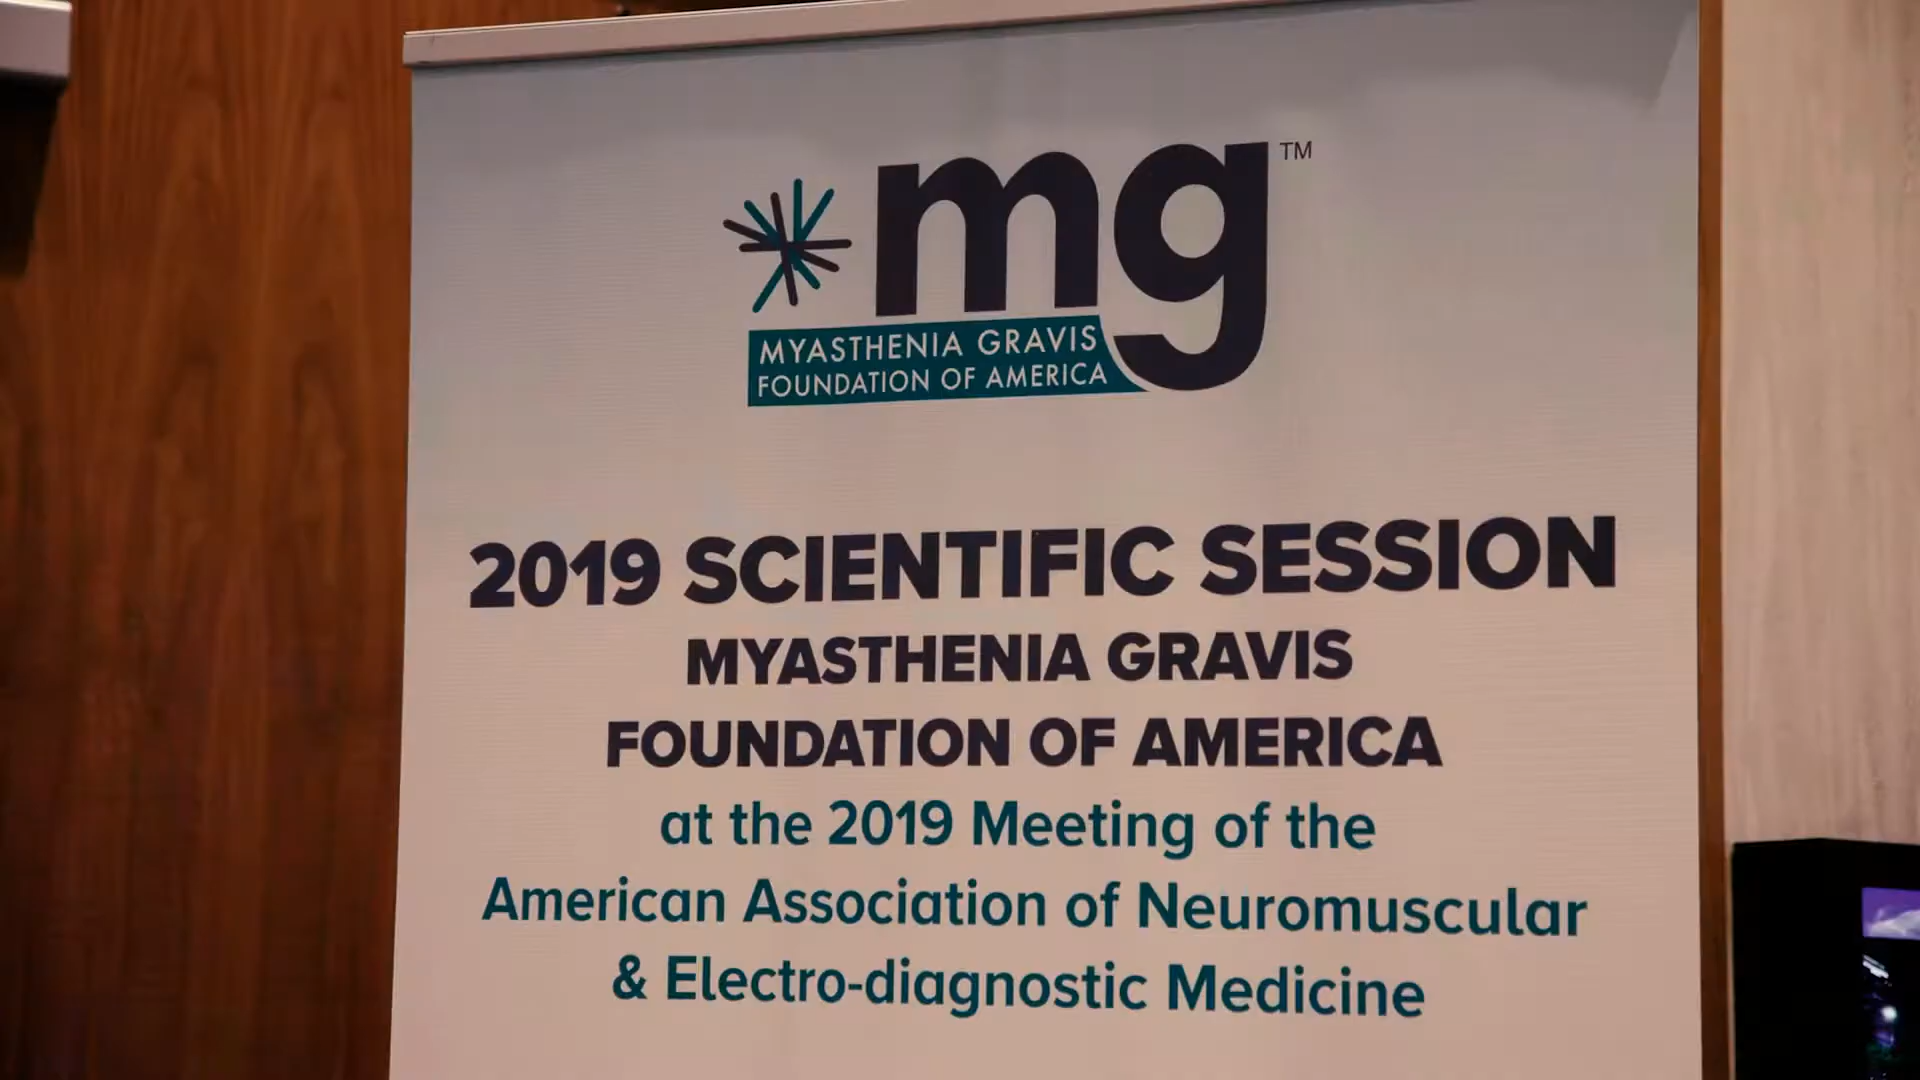 mg™
MYASTHENIA GRAVIS
FOUNDATION OF AMERICA
2019 SCIENTIFIC SESSION
MYASTHENIA GRAVIS
FOUNDATION OF AMERICA
at the 2019 Meeting of the
American Association of Neuromuscular
& Electro-diagnostic Medicine